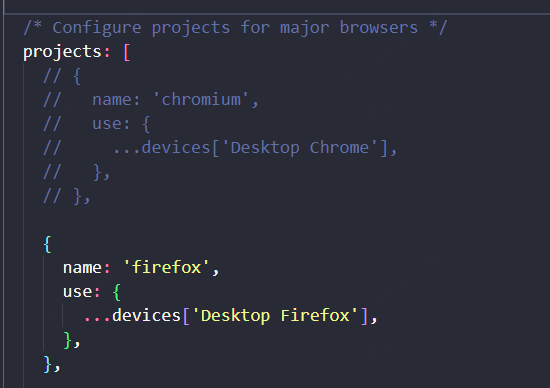 /* Configure projects for major browsers */
projects: [
// {
//   name: 'chromium',
//   use: {
//     ...devices['Desktop Chrome'],
//   },
// },
{
name: 'firefox',
use: {
...devices['Desktop Firefox'],
},
},